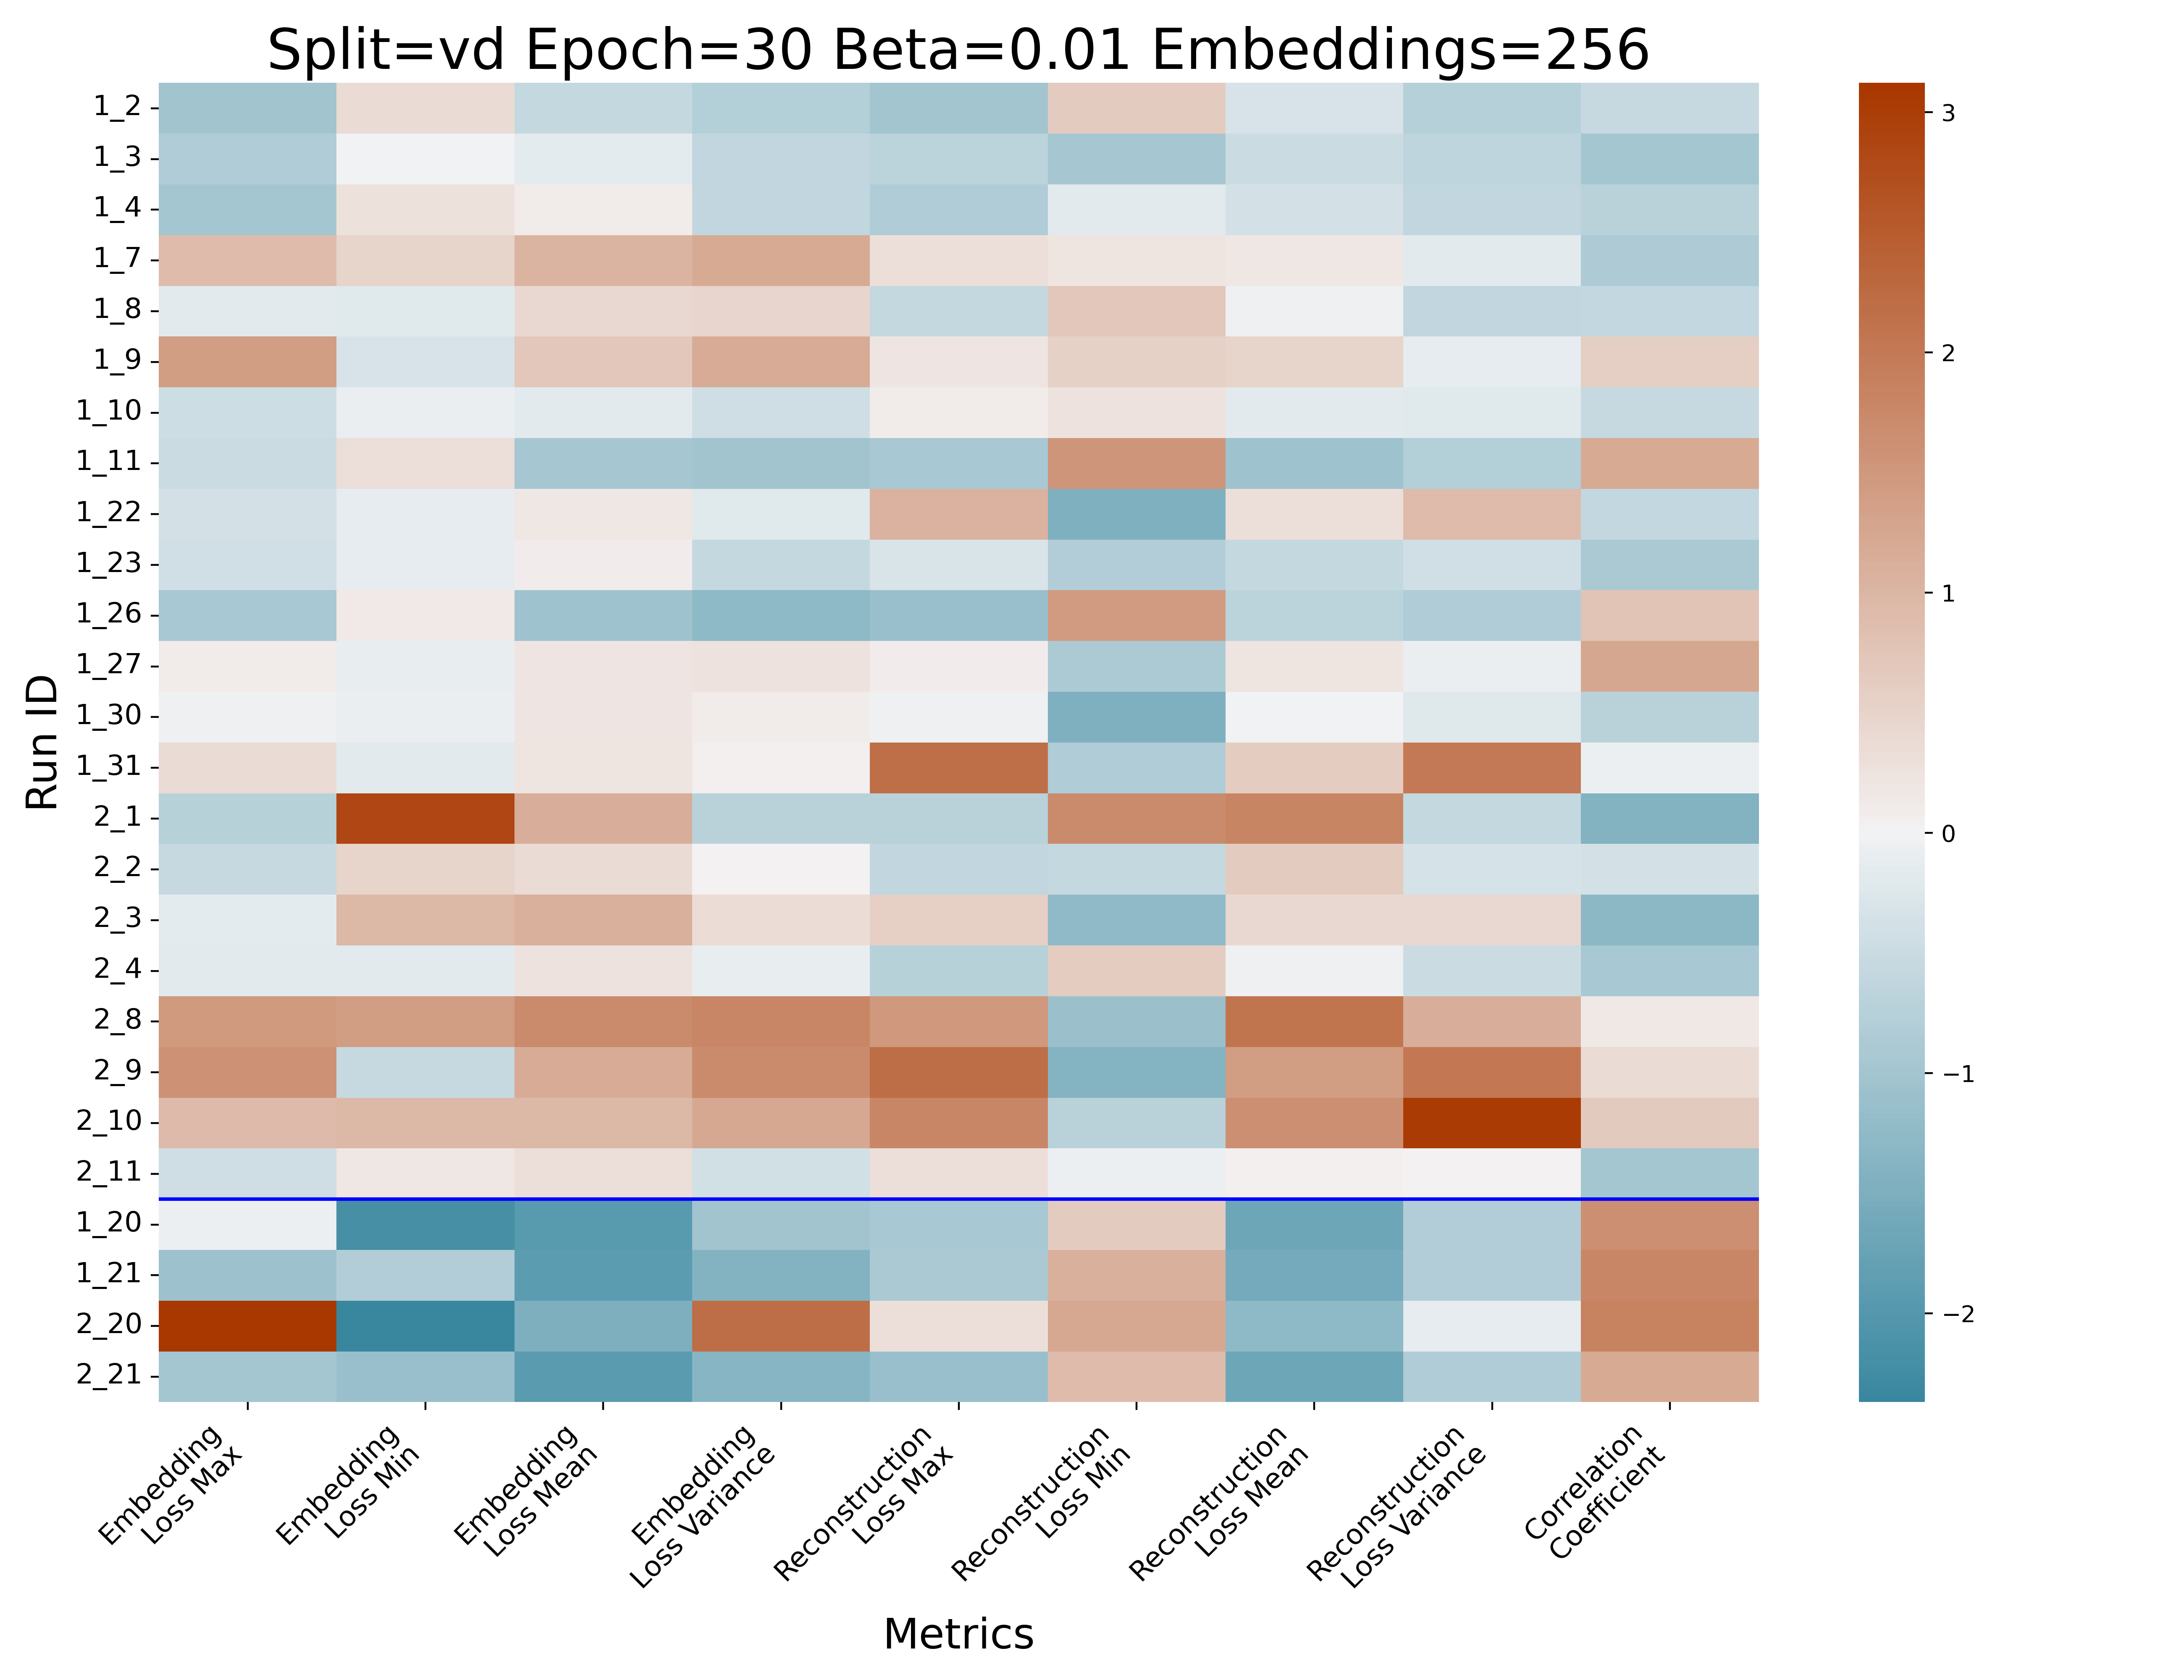 Split=vd Epoch=30 Beta=0.01 Embeddings=256
Run ID
1_2
1_3
1_4
1_7
1_8
1_9
1_10
1_11
1_22
1_23
1_26
1_27
1_30
1_31
2_1
2_2
2_3
2_4
2_8
2_9
2_10
2_11
1_20
1_21
2_20
2_21
Embedding
Loss Max
Embedding
Loss Min
Embedding
Loss Mean
Embedding
Loss Variance
Reconstruction
Loss Max
Reconstruction
Loss Min
Reconstruction
Loss Mean
Reconstruction
Loss Variance
Correlation
Coefficient
Metrics
3
2
1
0
−1
−2